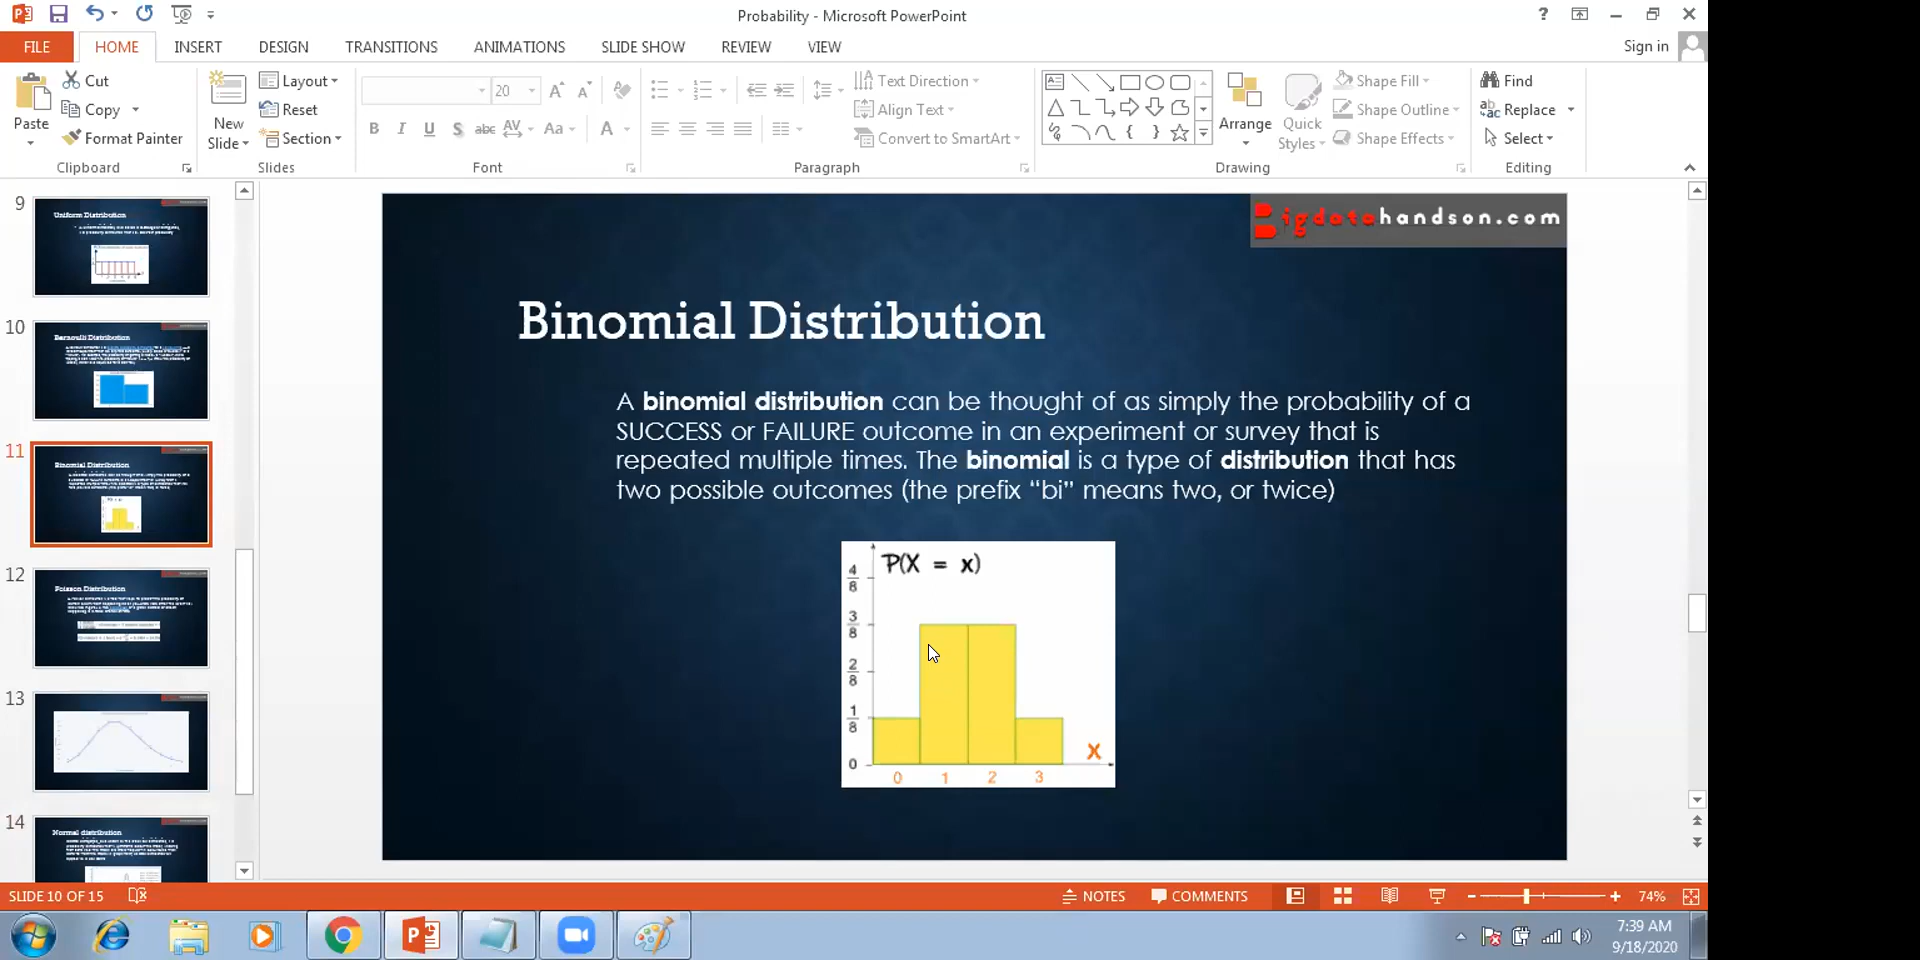 Probability - Microsoft PowerPoint
FILE
HOME
INSERT
DESIGN
TRANSITIONS
ANIMATIONS
SLIDE SHOW
REVIEW
VIEW
Sign in
Paste
Cut
Copy
Format Painter
Clipboard
New
Slide
Layout
Reset
Section
Slides
20
Font
Paragraph
Text Direction
Align Text
Convert to SmartArt
Arrange
Quick
Styles
Shape Fill
Shape Outline
Shape Effects
Drawing
Find
Replace
Select
Editing
9
Uniform Distribution
10
Bernoulli Distribution
11
Binomial Distribution
12
Poisson Distribution
13
14
Normal distribution
Bigdatahandson.com
Binomial Distribution
A binomial distribution can be thought of as simply the probability of a
SUCCESS or FAILURE outcome in an experiment or survey that is
repeated multiple times. The binomial is a type of distribution that has
two possible outcomes (the prefix “bi” means two, or twice)
P(X = x)
4/8
3/8
2/8
1/8
0
0 1 2 3
X
SLIDE 10 OF 15
NOTES
COMMENTS
74%
7:39 AM
9/18/2020